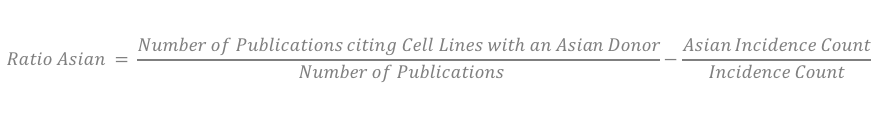 Ratio Asian = Number of Publications citing Cell Lines with an Asian Donor / Number of Publications − Asian Incidence Count / Incidence Count